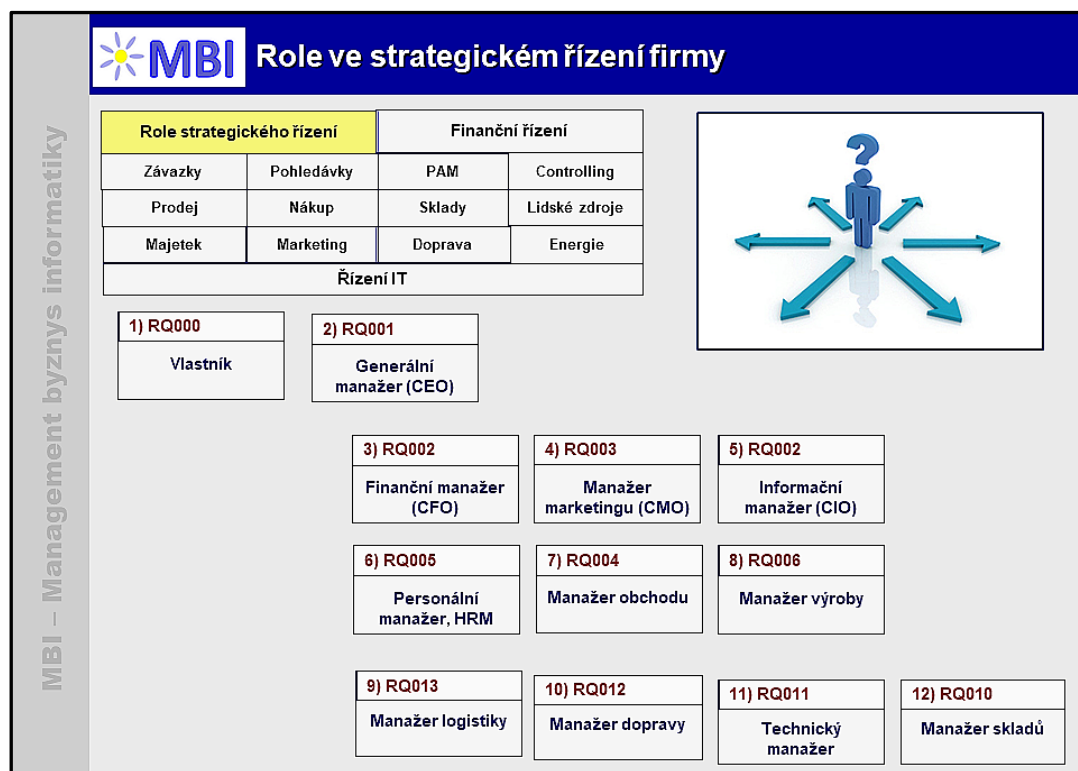 MBI – Management byznys informatiky
MBI
Role ve strategickém řízení firmy
Role strategického řízení
Finanční řízení
Závazky
Pohledávky
PAM
Controlling
Prodej
Nákup
Sklady
Lidské zdroje
Majetek
Marketing
Doprava
Energie
Řízení IT
?
1) RQ000
Vlastník
2) RQ001
Generální
manažer (CEO)
3) RQ002
Finanční manažer
(CFO)
4) RQ003
Manažer
marketingu (CMO)
5) RQ002
Informační
manažer (CIO)
6) RQ005
Personální
manažer, HRM
7) RQ004
Manažer obchodu
8) RQ006
Manažer výroby
9) RQ013
Manažer logistiky
10) RQ012
Manažer dopravy
11) RQ011
Technický
manažer
12) RQ010
Manažer skladů